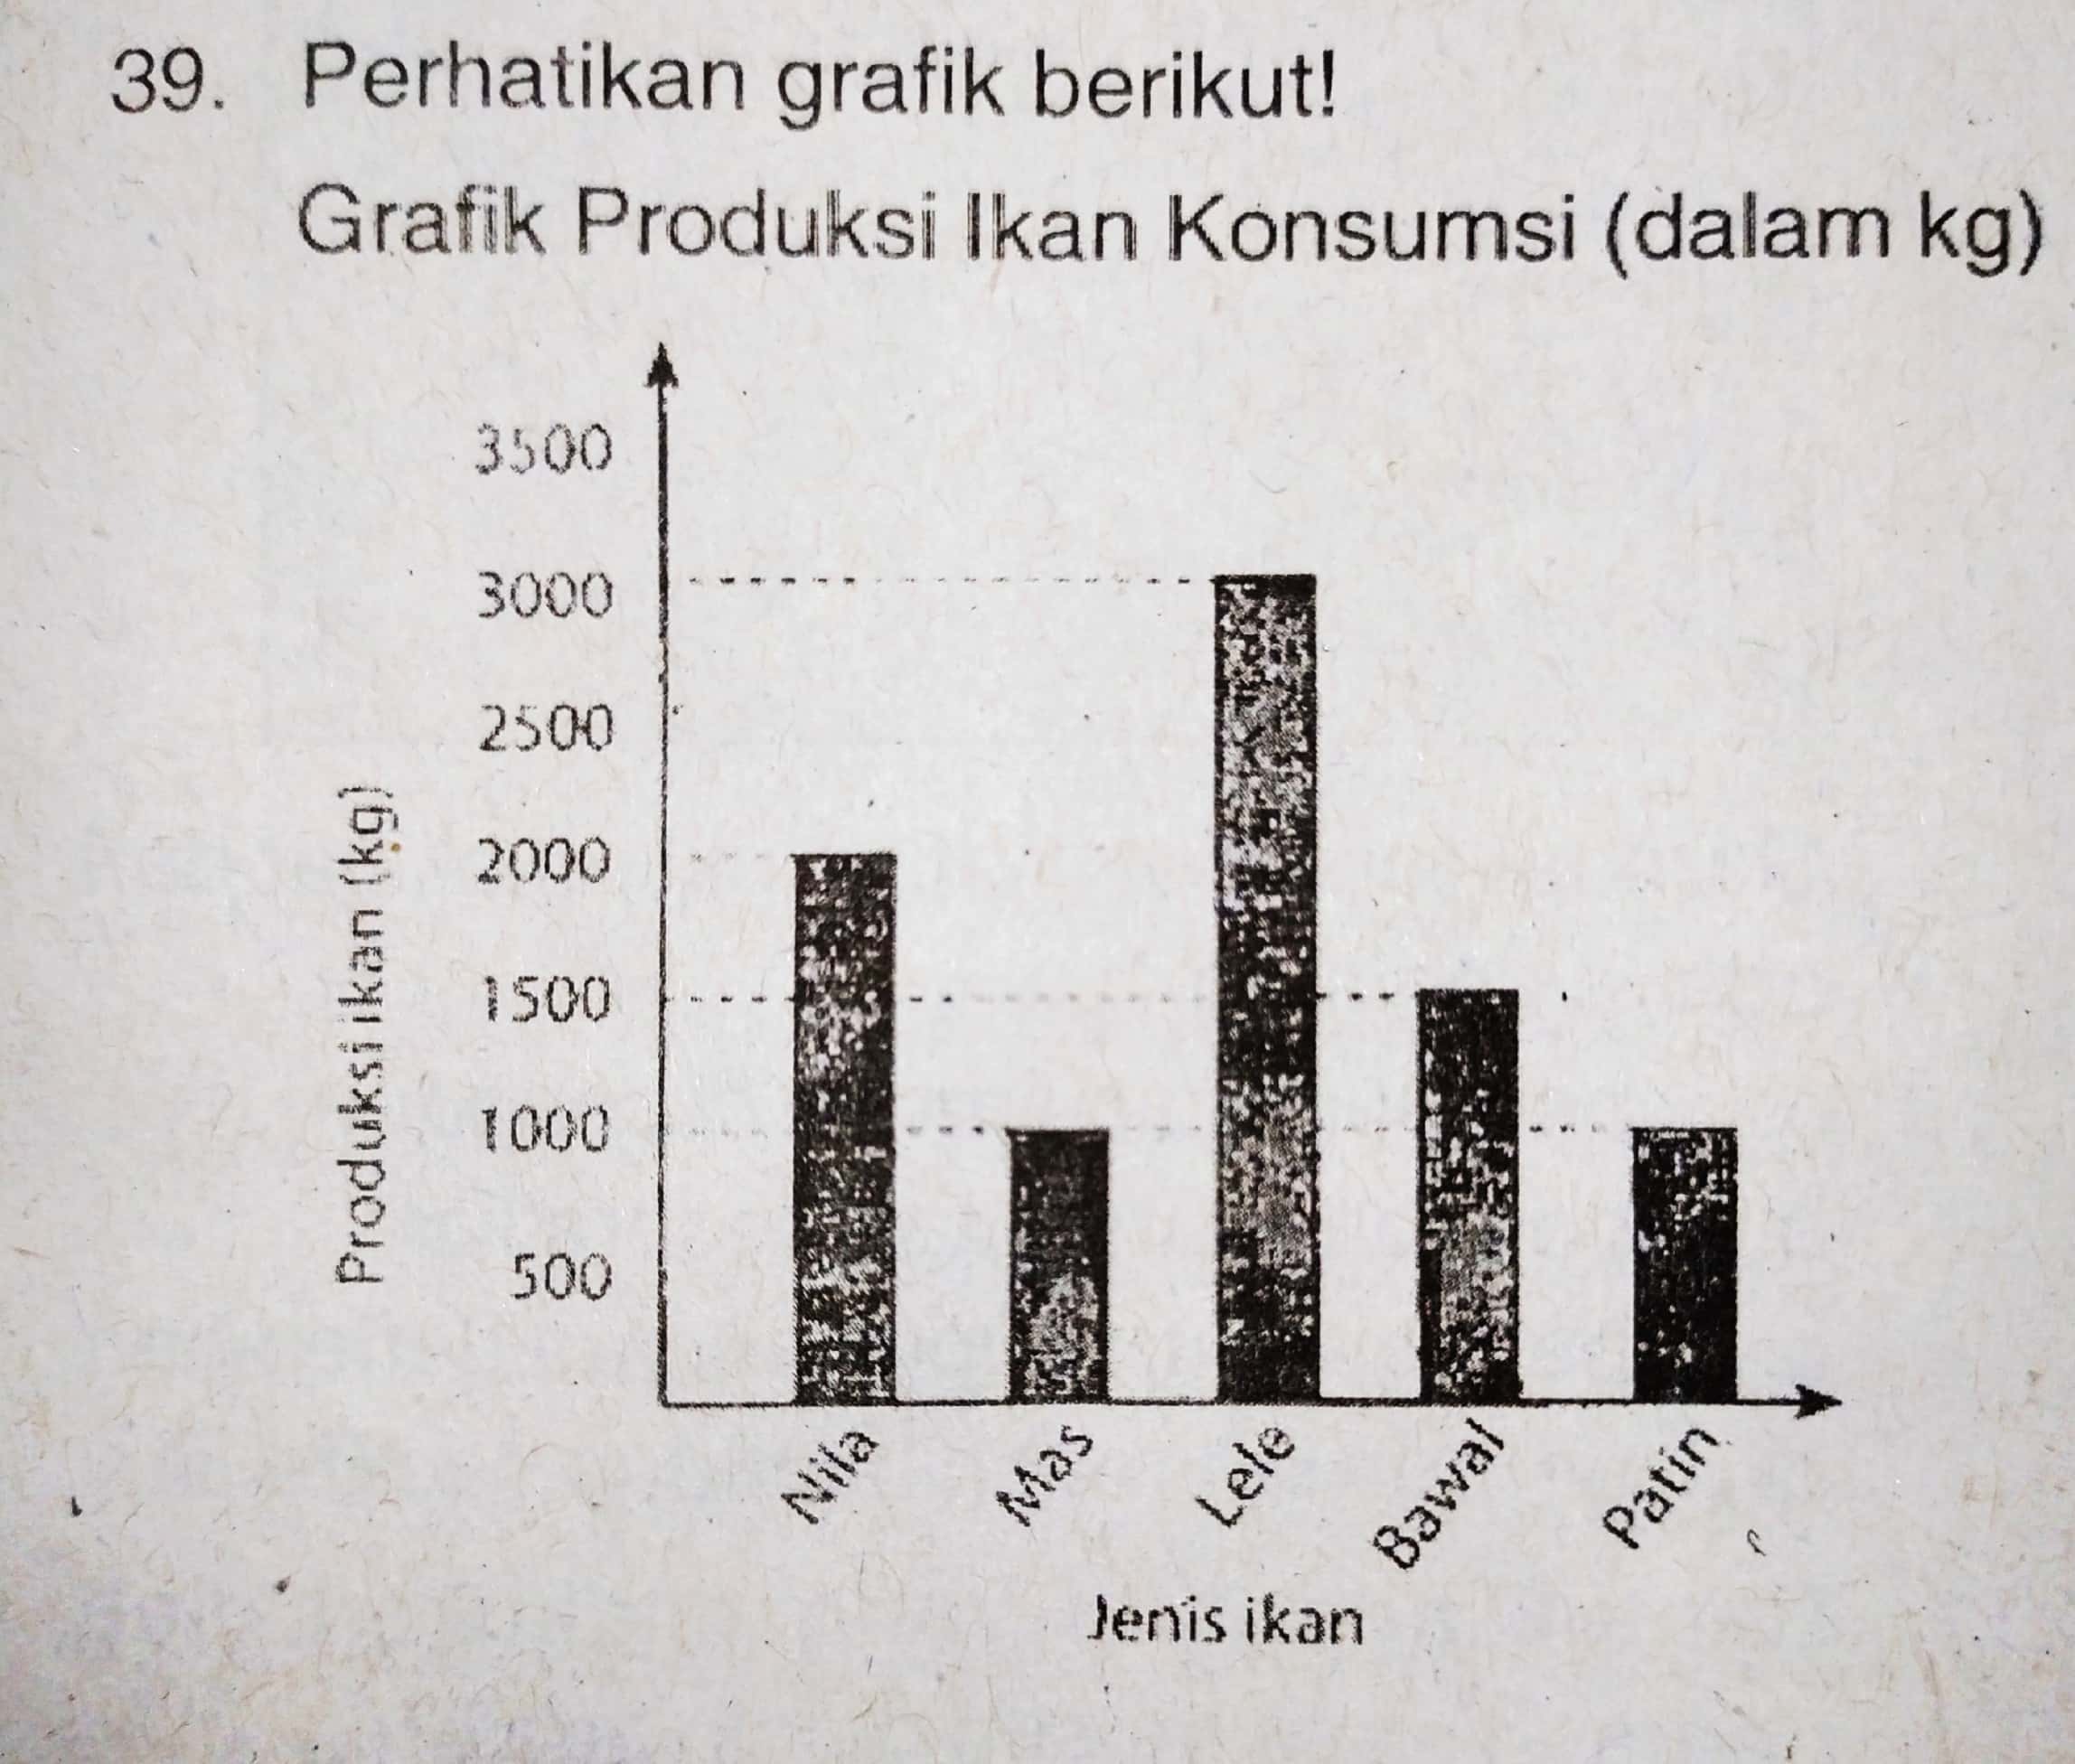 39. Perhatikan grafik berikut!
Grafik Produksi Ikan Konsumsi (dalam kg)
Produksi ikan (kg)
3500
3000
2500
2000
1500
1000
500
Nila
Mas
Lele
Bawal
Patin
Jenis ikan